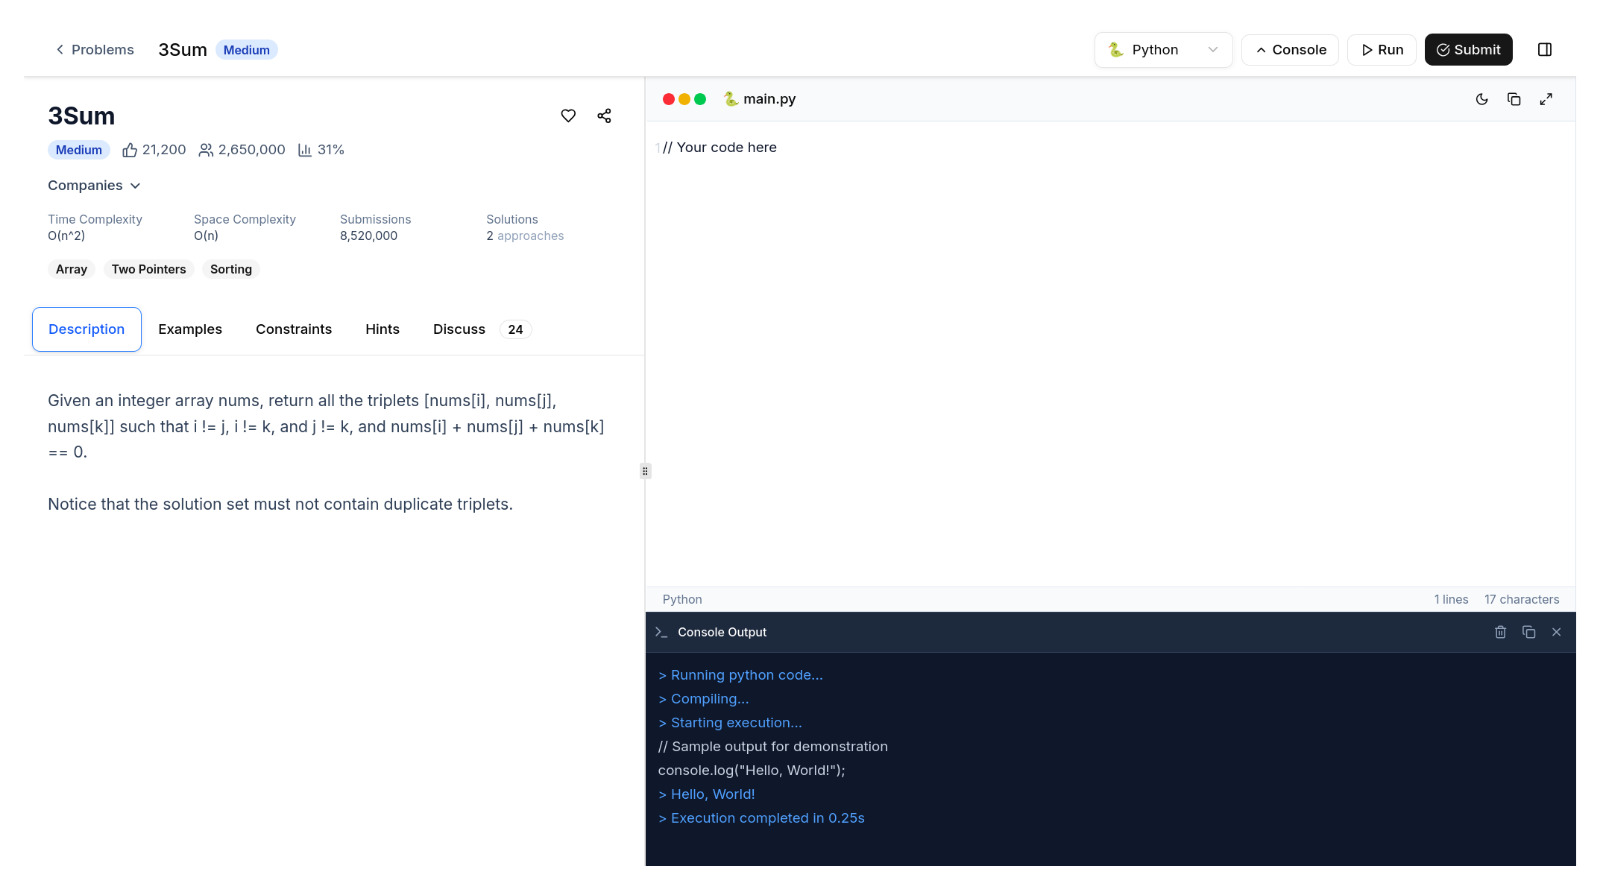 Problems 3Sum Medium Python Console Run Submit
3Sum
Medium 21,200 2,650,000 31%
Companies
Time Complexity Space Complexity Submissions Solutions
O(n^2) O(n) 8,520,000 2 approaches
Array Two Pointers Sorting
Description Examples Constraints Hints Discuss 24
Given an integer array nums, return all the triplets [nums[i], nums[j],
nums[k]] such that i != j, i != k, and j != k, and nums[i] + nums[j] + nums[k]
== 0.
Notice that the solution set must not contain duplicate triplets.
main.py
1 // Your code here
Python 1 lines 17 characters
Console Output
> Running python code...
> Compiling...
> Starting execution...
// Sample output for demonstration
console.log("Hello, World!");
> Hello, World!
> Execution completed in 0.25s